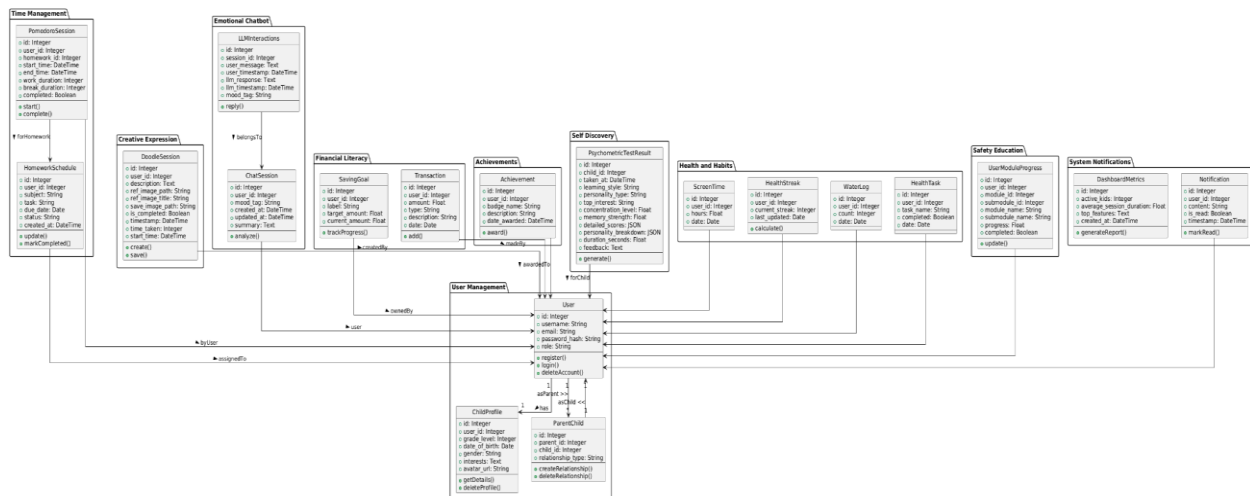 Time Management
PomodoroSession
id: Integer
user_id: Integer
homework_id: Integer
start_time: DateTime
end_time: DateTime
work_duration: Integer
break_duration: Integer
completed: Boolean
start()
complete()
forHomework
HomeworkSchedule
id: Integer
user_id: Integer
subject: String
task: String
due_date: Date
status: String
created_at: DateTime
update()
markCompleted()
Creative Expression
DoodleSession
id: Integer
user_id: Integer
description: Text
ref_image_path: String
ref_image_title: String
save_image_path: String
is_completed: Boolean
timestamp: DateTime
time_taken: Integer
start_time: DateTime
create()
save()
Emotional Chatbot
LLMInteractions
id: Integer
session_id: Integer
user_message: Text
user_timestamp: DateTime
llm_response: Text
llm_timestamp: DateTime
mood_tag: String
reply()
belongsTo
ChatSession
id: Integer
user_id: Integer
mood_tag: String
created_at: DateTime
updated_at: DateTime
summary: Text
analyze()
Financial Literacy
SavingGoal
id: Integer
user_id: Integer
label: String
target_amount: Float
current_amount: Float
trackProgress()
Transaction
id: Integer
user_id: Integer
amount: Float
type: String
description: String
date: Date
add()
Achievements
Achievement
id: Integer
user_id: Integer
badge_name: String
description: String
date_awarded: DateTime
award()
Self Discovery
PsychometricTestResult
id: Integer
child_id: Integer
taken_at: DateTime
learning_style: String
personality_type: String
top_interest: String
concentration_level: Float
memory_strength: Float
detailed_scores: JSON
personality_breakdown: JSON
duration_seconds: Float
feedback: Text
generate()
Health and Habits
ScreenTime
id: Integer
user_id: Integer
hours: Float
date: Date
HealthStreak
id: Integer
user_id: Integer
current_streak: Integer
last_updated: Date
calculate()
WaterLog
id: Integer
user_id: Integer
count: Integer
date: Date
HealthTask
id: Integer
user_id: Integer
task_name: String
completed: Boolean
date: Date
Safety Education
UserModuleProgress
id: Integer
user_id: Integer
module_id: Integer
submodule_id: Integer
module_name: String
submodule_name: String
progress: Float
completed: Boolean
update()
System Notifications
DashboardMetrics
id: Integer
active_kids: Integer
average_session_duration: Float
top_features: Text
created_at: DateTime
generateReport()
Notification
id: Integer
user_id: Integer
content: String
is_read: Boolean
timestamp: DateTime
markRead()
createdBy
madeBy
awardedTo
forChild
ownedBy
user
byUser
assignedTo
User Management
User
id: Integer
username: String
email: String
password_hash: String
role: String
register()
login()
deleteAccount()
1 1 1
asParent >>
asChild <<
1 has * 1
ChildProfile
id: Integer
user_id: Integer
grade_level: Integer
date_of_birth: Date
gender: String
interests: Text
avatar_url: String
getDetails()
deleteProfile()
ParentChild
id: Integer
parent_id: Integer
child_id: Integer
relationship_type: String
createRelationship()
deleteRelationship()